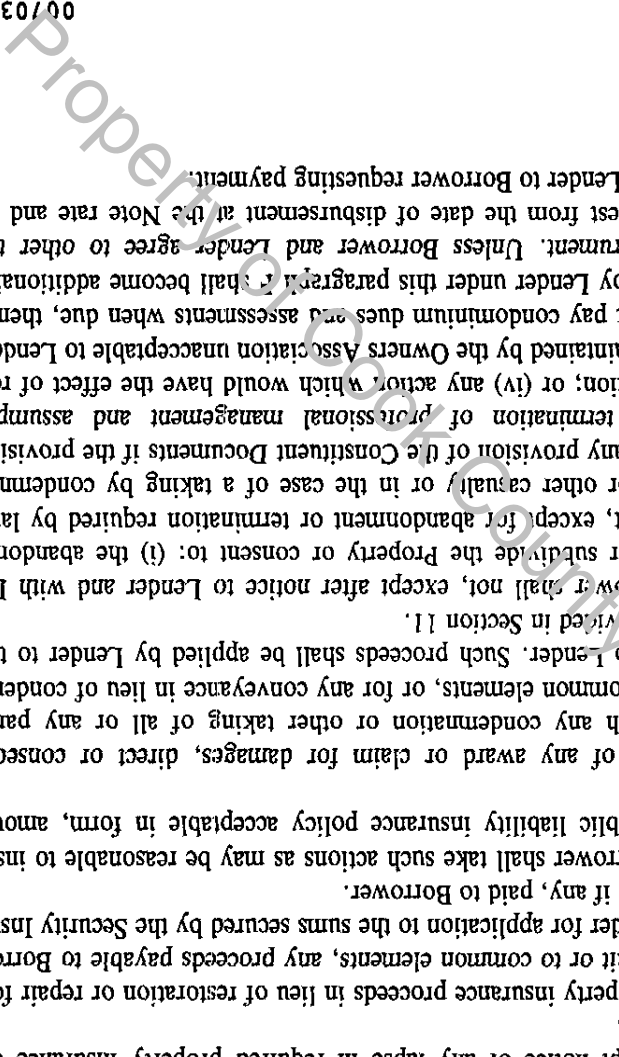 notice of any lapse in required property insurance
perty insurance proceeds in lieu of restoration or repair fo
it or to common elements, any proceeds payable to Borro
der for application to the sums secured by the Security Ins
if any, paid to Borrower.
rrower shall take such actions as may be reasonable to ins
blic liability insurance policy acceptable in form, amou
of any award or claim for damages, direct or conseq
h any condemnation or other taking of all or any par
ommon elements, or for any conveyance in lieu of conden
o Lender. Such proceeds shall be applied by Lender to t
vided in Section 11.
ower shall not, except after notice to Lender and with L
r subdivide the Property or consent to: (i) the abandon
t, except for abandonment or termination required by la
or other casualty or in the case of a taking by condemn
any provision of the Constituent Documents if the provisi
termination of professional management and assump
tion; or (iv) any action which would have the effect of re
intained by the Owners Association unacceptable to Lende
t pay condominium dues and assessments when due, then
by Lender under this paragraph F shall become additiona
trument. Unless Borrower and Lender agree to other t
est from the date of disbursement at the Note rate and
Lender to Borrower requesting payment.
00/03
Property of Cook County